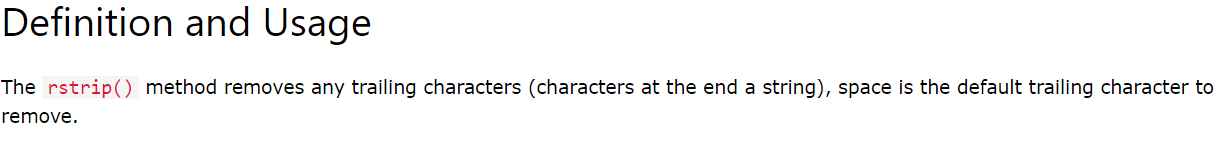 Definition and Usage
The rstrip() method removes any trailing characters (characters at the end a string), space is the default trailing character to
remove.